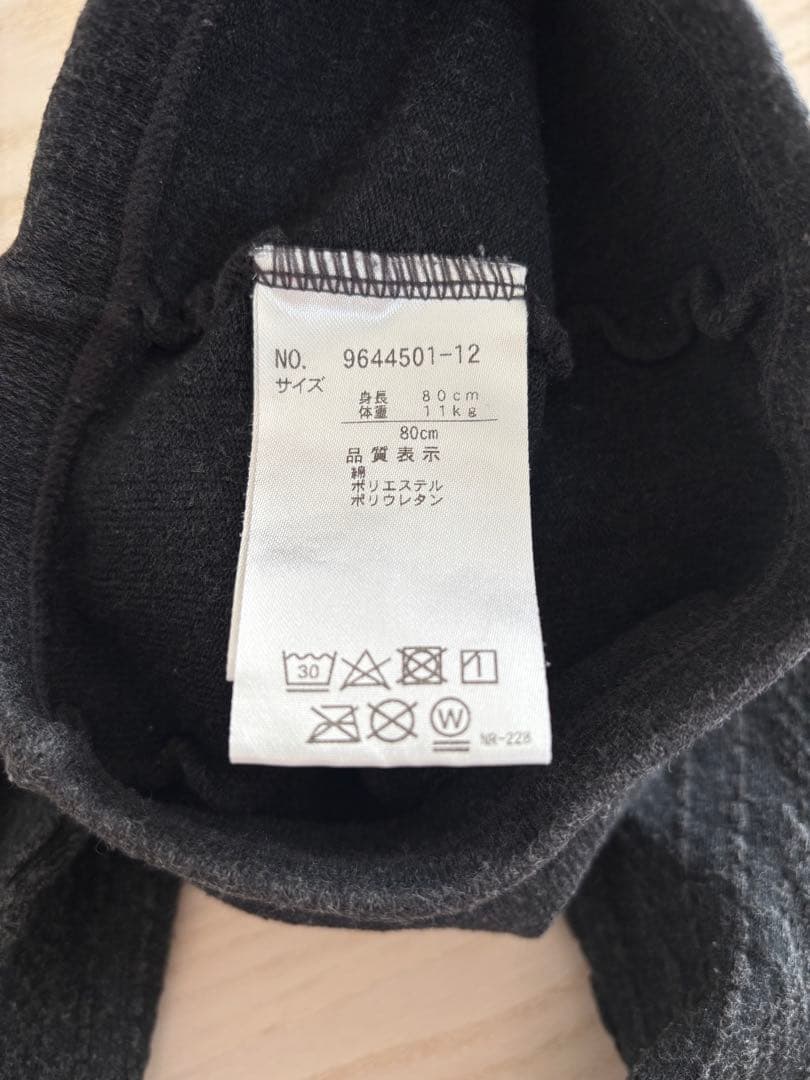 NO. 9644501-12
サイズ
身長 80cm
体重 11kg
80cm
品質表示
綿
ポリエステル
ポリウレタン
30
W
NR-228